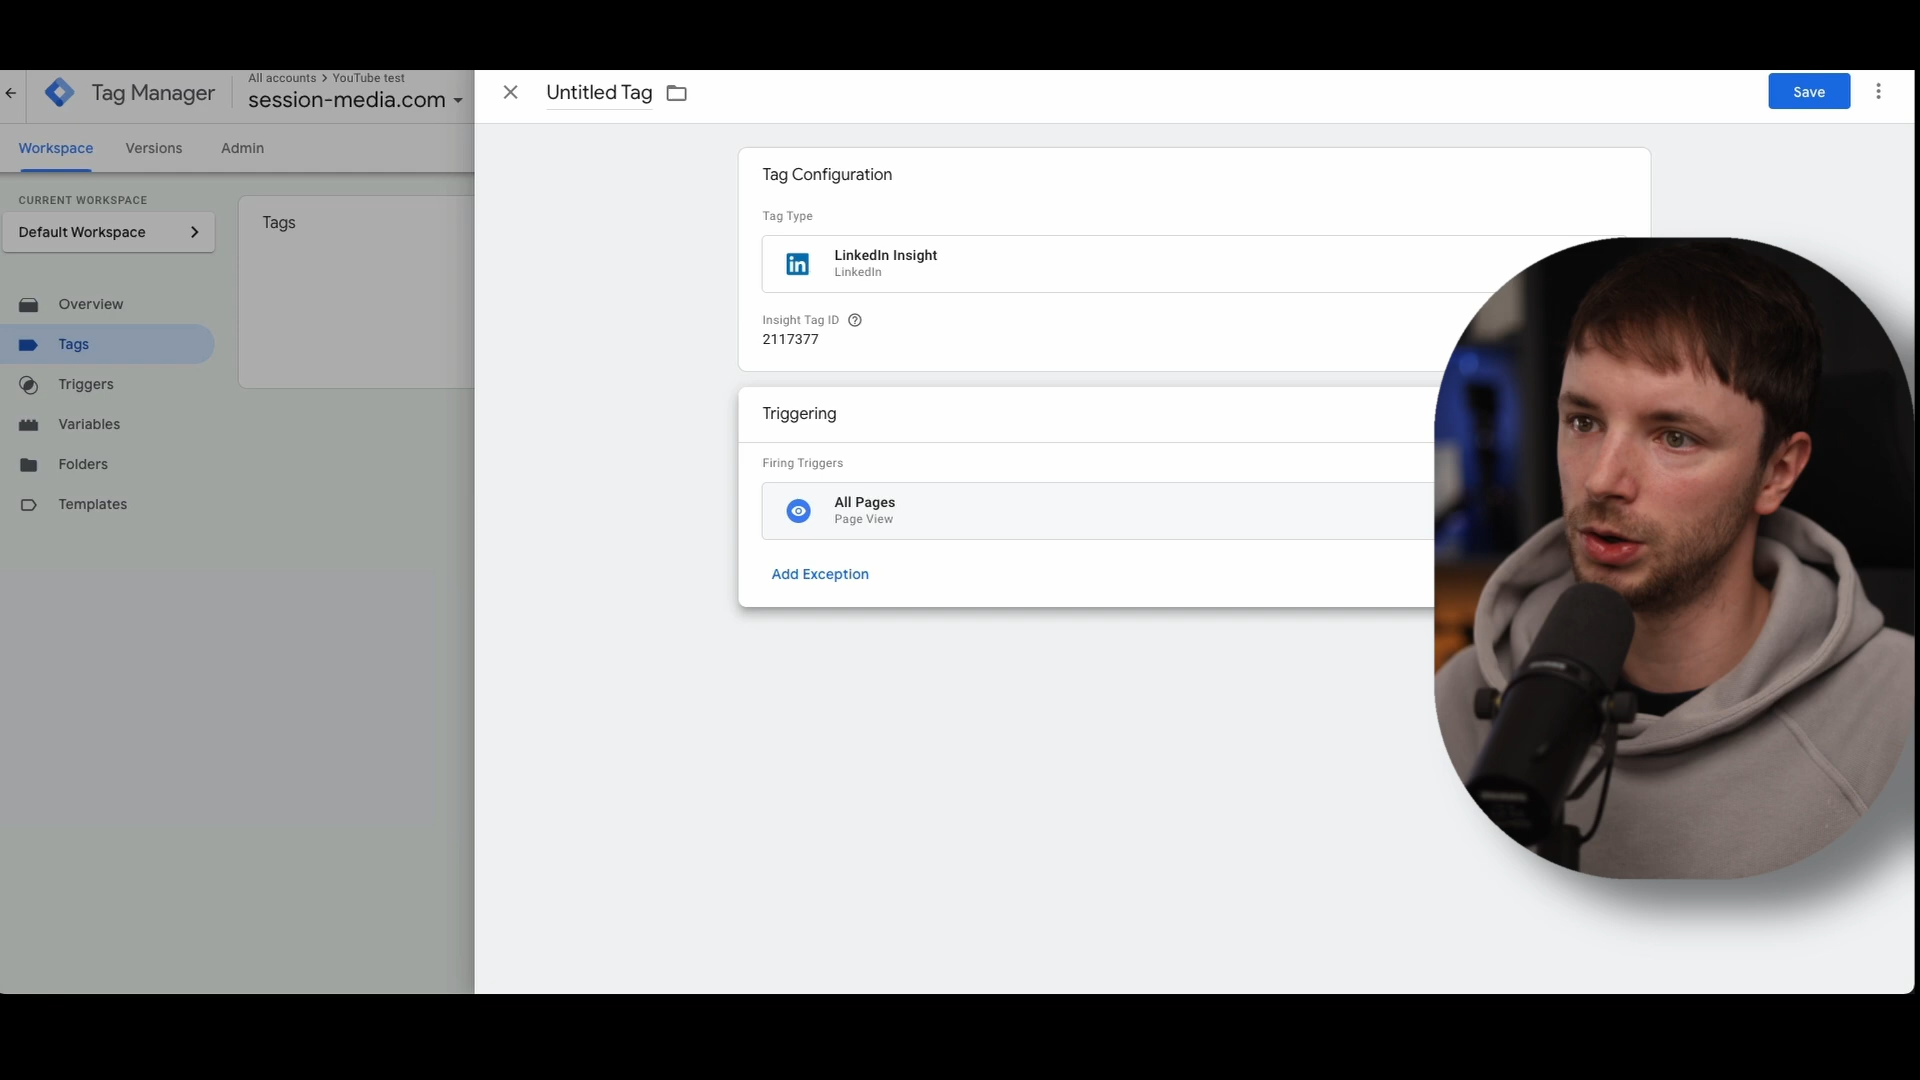 Tag Manager
All accounts > YouTube test
session-media.com
Untitled Tag
Save
Workspace
Versions
Admin
CURRENT WORKSPACE
Default Workspace
Tags
Overview
Tags
Triggers
Variables
Folders
Templates
Tag Configuration
Tag Type
in
LinkedIn Insight
LinkedIn
Insight Tag ID
2117377
Triggering
Firing Triggers
All Pages
Page View
Add Exception